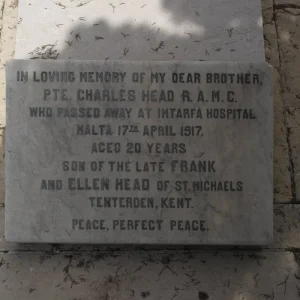 IN LOVING MEMORY OF MY DEAR BROTHER,
PTE. CHARLES HEAD R.A.M.C.
WHO PASSED AWAY AT IMTARFA HOSPITAL
MALTA 17TH APRIL 1917.
AGED 20 YEARS
SON OF THE LATE FRANK
AND ELLEN HEAD OF ST. MICHAELS
TENTERDEN, KENT.
PEACE, PERFECT PEACE.